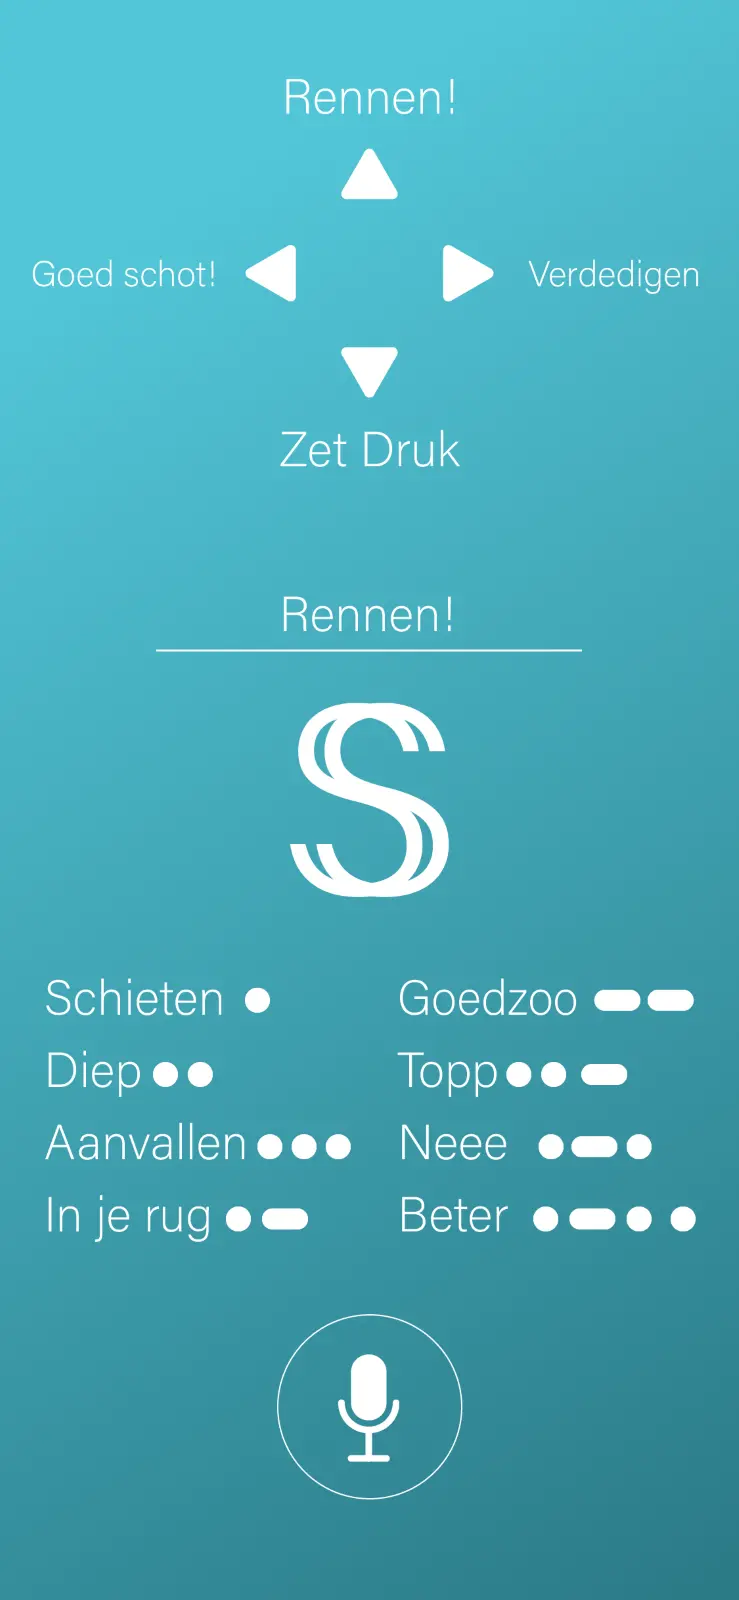 Rennen!
Goed schot!
Verdedigen
Zet Druk
Rennen!
S
Schieten
Goedzoo
Diep
Topp
Aanvallen
Neee
In je rug
Beter